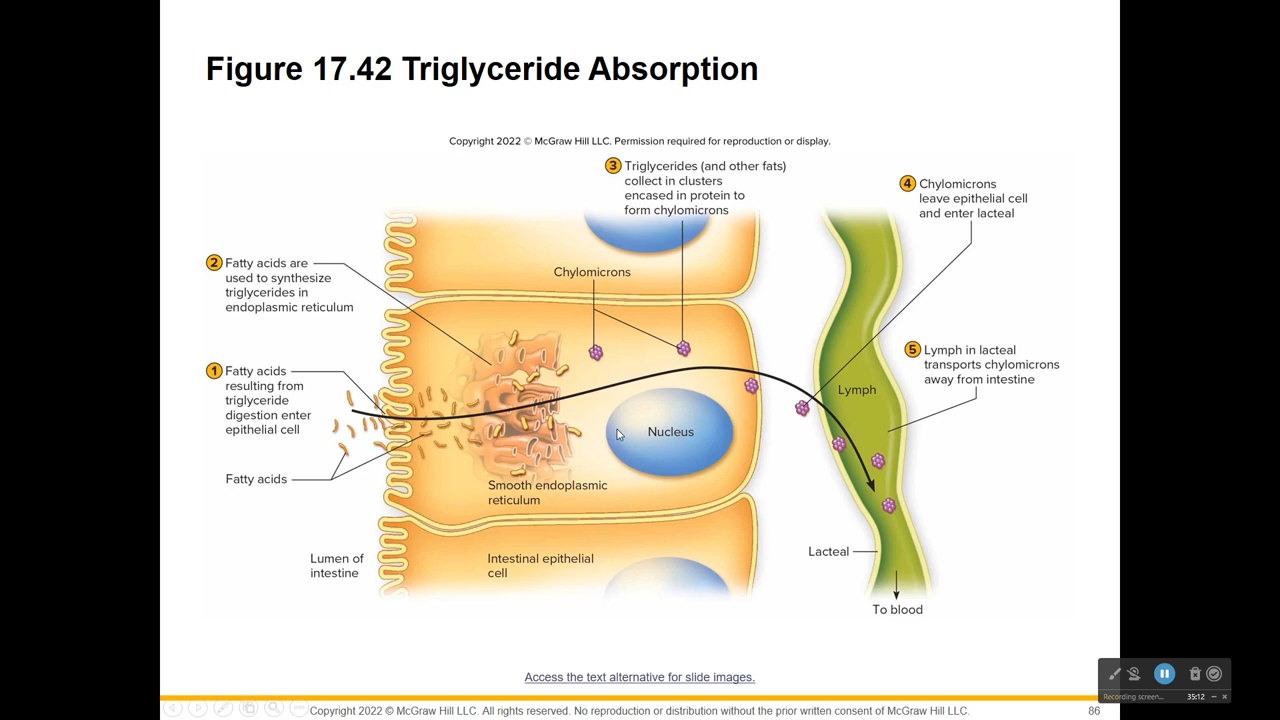 Figure 17.42 Triglyceride Absorption
Copyright 2022 © McGraw Hill LLC. Permission required for reproduction or display.
3 Triglycerides (and other fats)
collect in clusters
encased in protein to
form chylomicrons
4 Chylomicrons
leave epithelial cell
and enter lacteal
2 Fatty acids are
used to synthesize
triglycerides in
endoplasmic reticulum
Chylomicrons
1 Fatty acids
resulting from
triglyceride
digestion enter
epithelial cell
5 Lymph in lacteal
transports chylomicrons
away from intestine
Lymph
Nucleus
Fatty acids
Smooth endoplasmic
reticulum
Lumen of
intestine
Intestinal epithelial
cell
Lacteal
To blood
Access the text alternative for slide images.
Copyright 2022 © McGraw Hill LLC. All rights reserved. No reproduction or distribution without the prior written consent of McGraw Hill LLC.
86
Recording screen...
35:12